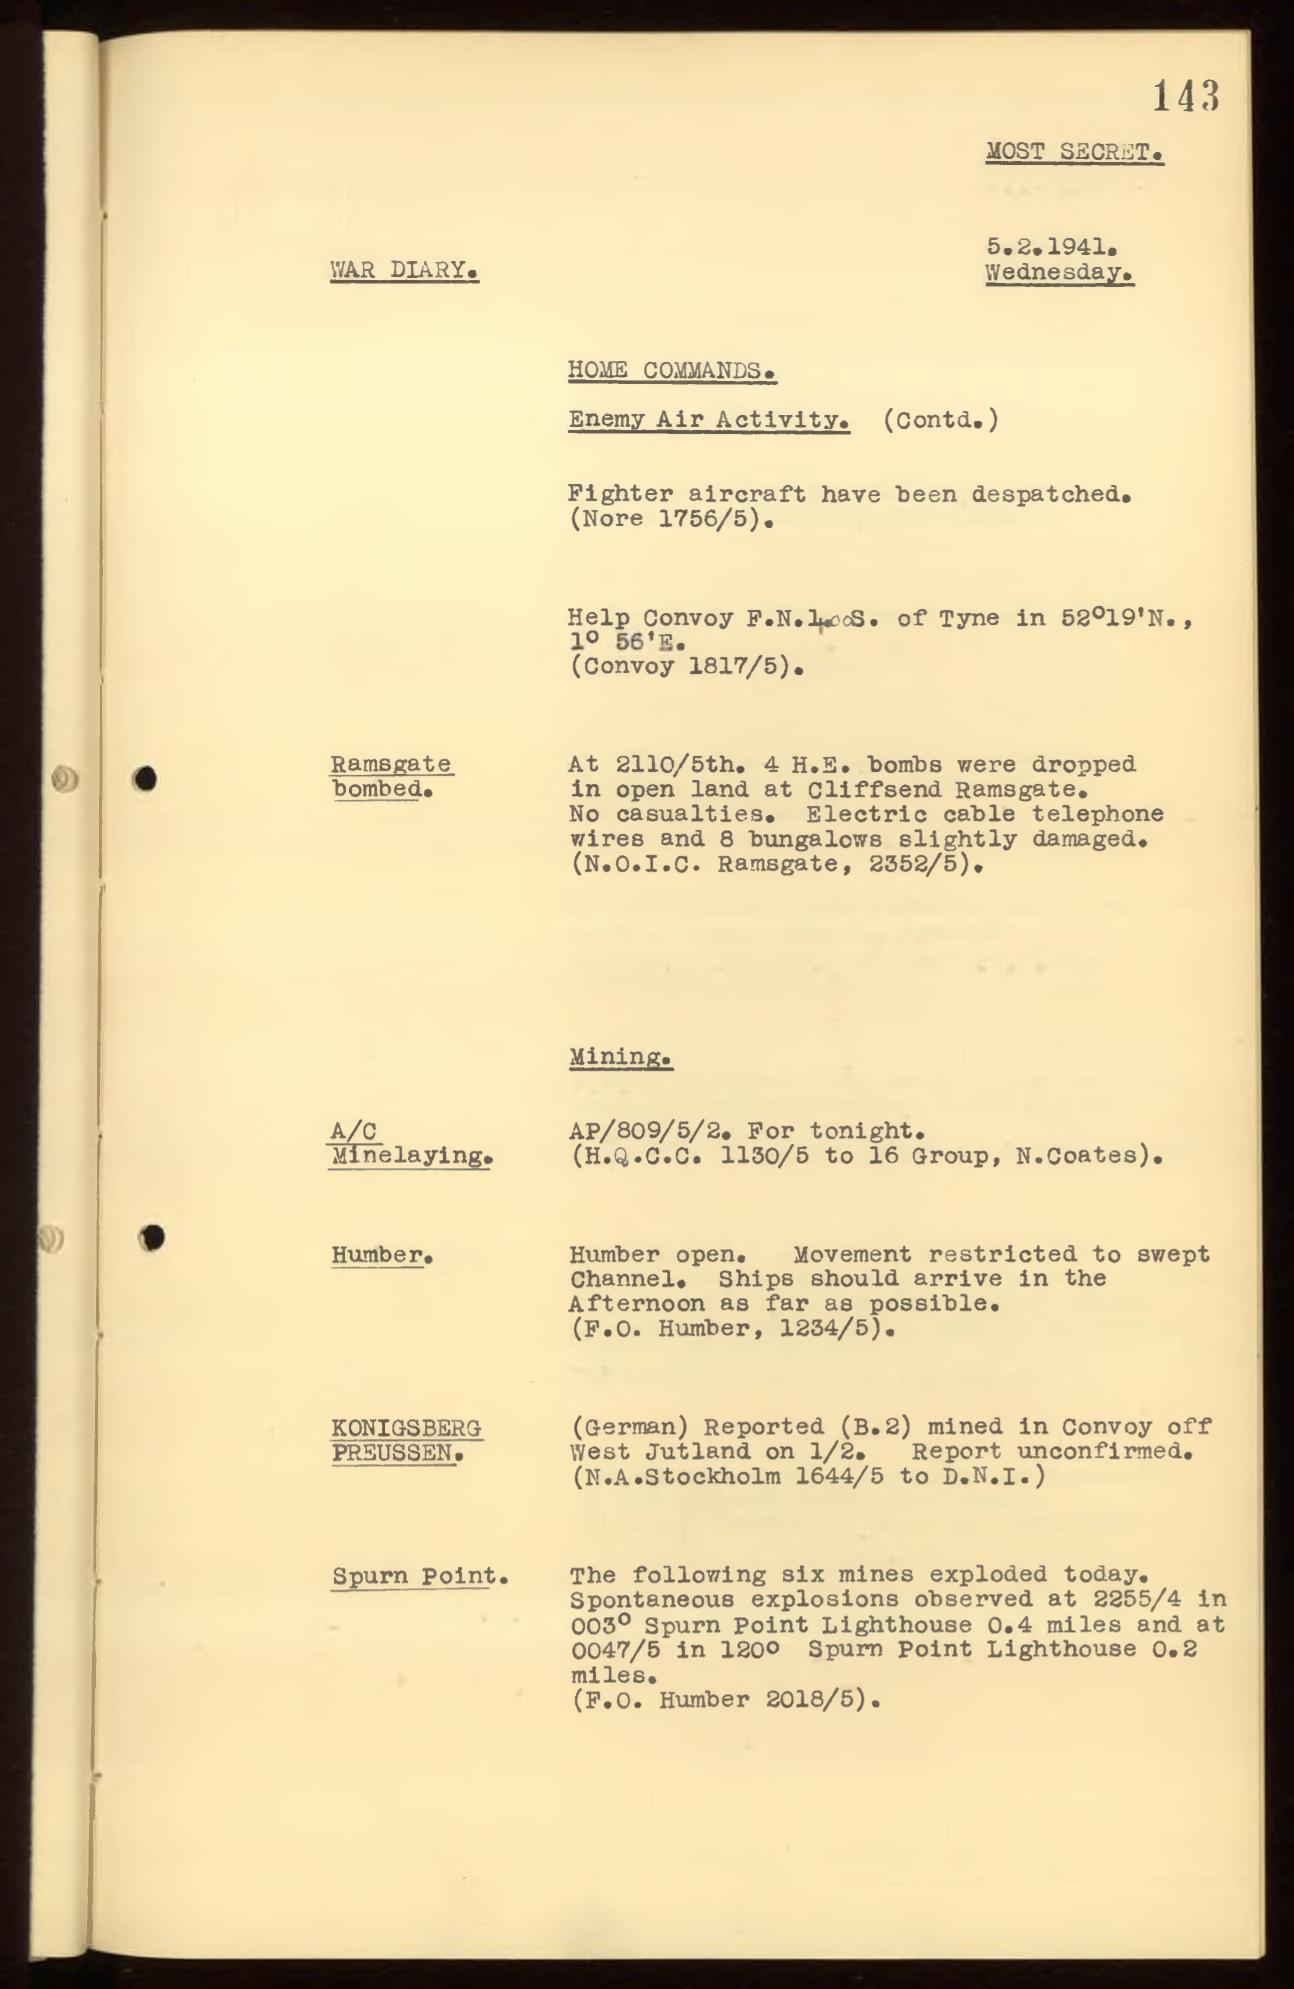 143
MOST SECRET.
5.2.1941.
WAR DIARY.
Wednesday.
HOME COMMANDS.
Enemy Air Activity. (Contd.)
Fighter aircraft have been despatched.
(Nore 1756/5).
Help Convoy F.N. S. of Tyne in 52°19'N.,
1° 56'E.
(Convoy 1817/5).
Ramsgate
bombed.
At 2110/5th. 4 H.E. bombs were dropped
in open land at Cliffsend Ramsgate.
No casualties. Electric cable telephone
wires and 8 bungalows slightly damaged.
(N.O.I.C. Ramsgate, 2352/5).
Mining.
A/C
Minelaying.
AP/809/5/2. For tonight.
(H.Q.C.C. 1130/5 to 16 Group, N.Coates).
Humber.
Humber open. Movement restricted to swept
Channel. Ships should arrive in the
Afternoon as far as possible.
(F.O. Humber, 1234/5).
KONIGSBERG
PREUSSEN.
(German) Reported (B.2) mined in Convoy off
West Jutland on 1/2. Report unconfirmed.
(N.A.Stockholm 1644/5 to D.N.I.)
Spurn Point.
The following six mines exploded today.
Spontaneous explosions observed at 2255/4 in
003° Spurn Point Lighthouse 0.4 miles and at
0047/5 in 120° Spurn Point Lighthouse 0.2
miles.
(F.O. Humber 2018/5).